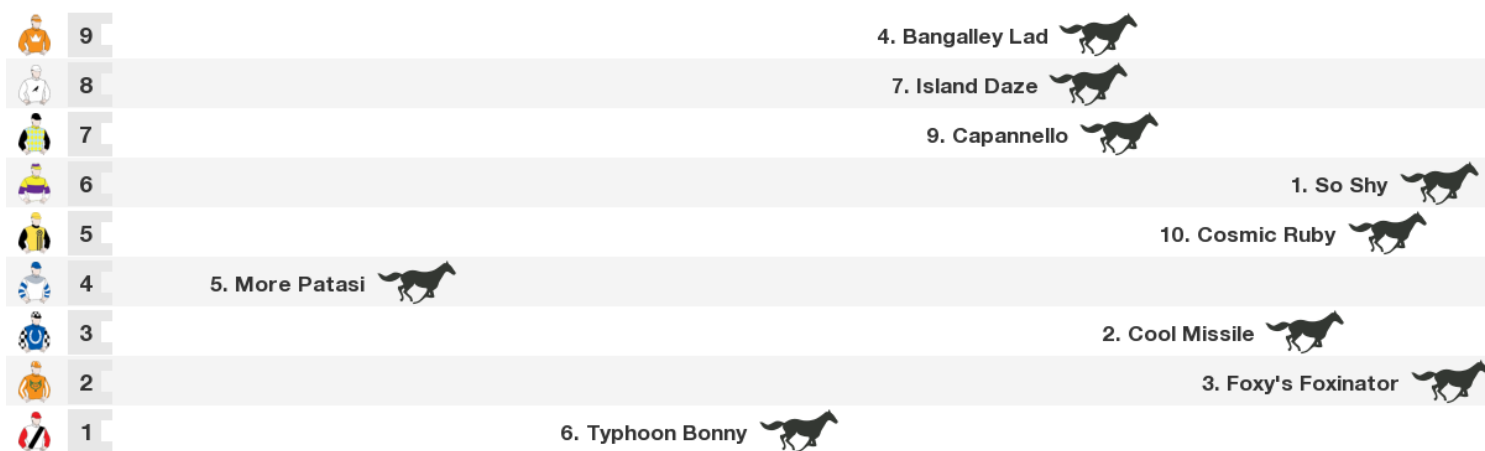 9 4. Bangalley Lad
8 7. Island Daze
7 9. Capannello
6 1. So Shy
5 10. Cosmic Ruby
4 5. More Patasi
3 2. Cool Missile
2 3. Foxy's Foxinator
1 6. Typhoon Bonny